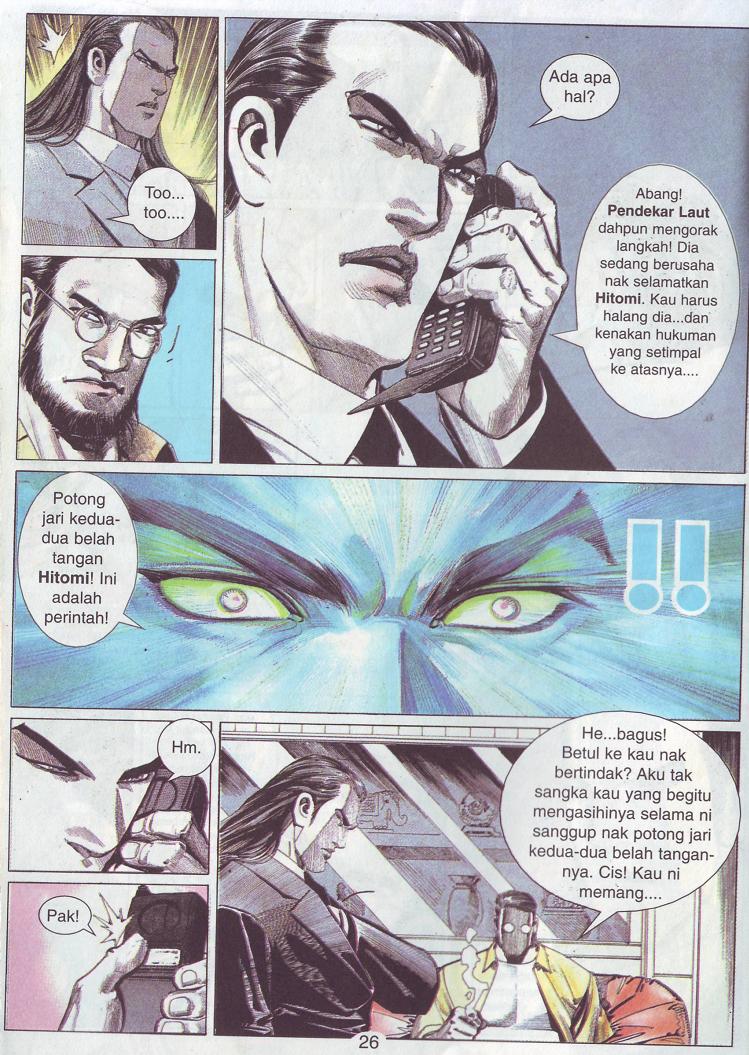 Too...
too....
Ada apa
hal?
Abang!
Pendekar Laut
dahpun mengorak
langkah! Dia
sedang berusaha
nak selamatkan
Hitomi. Kau harus
halang dia...dan
kenakan hukuman
yang setimpal
ke atasnya....
Potong
jari kedua-
dua belah
tangan
Hitomi! Ini
adalah
perintah!
!!
Hm.
Pak!
He...bagus!
Betul ke kau nak
bertindak? Aku tak
sangka kau yang begitu
mengasihinya selama ni
sanggup nak potong jari
kedua-dua belah tangan-
nya. Cis! Kau ni
memang....
26